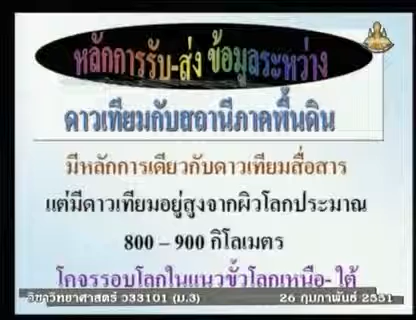 หลักการรับ-ส่ง ข้อมูลระหว่าง
ดาวเทียมกับสถานีภาคพื้นดิน
มีหลักการเดียวกับดาวเทียมสื่อสาร
แต่มีดาวเทียมอยู่สูงจากผิวโลกประมาณ
800 – 900 กิโลเมตร
โคจรรอบโลกในแนวขั้วโลกเหนือ- ใต้
วิชาวิทยาศาสตร์ ว33101 (ม.3) 26 กุมภาพันธ์ 2551